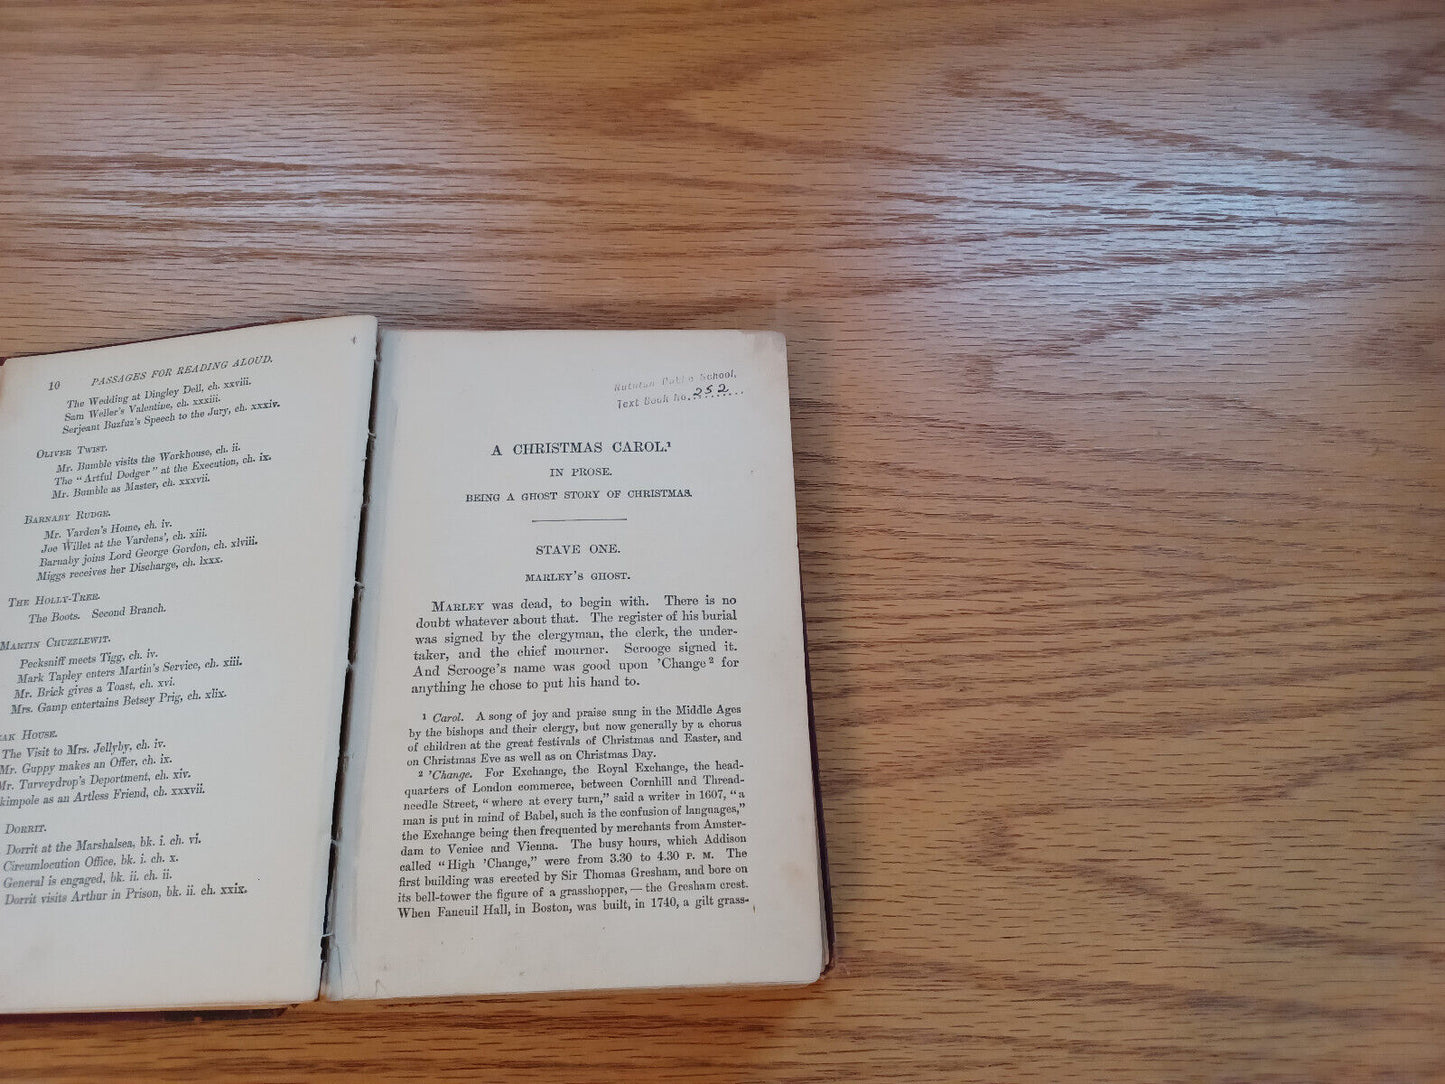 10 PASSAGES FOR READING ALOUD.
The Wedding at Dingley Dell, ch. xxviii.
Sam Weller's Valentine, ch. xxxiii.
Serjeant Buzfuz's Speech to the Jury, ch. xxxiv.
OLIVER TWIST.
Mr. Bumble visits the Workhouse, ch. ii.
The "Artful Dodger" at the Execution, ch. ix.
Mr. Bumble as Master, ch. xxxvii.
BARNABY RUDGE.
Mr. Varden's Home, ch. iv.
Joe Willet at the Vardens', ch. xiii.
Barnaby joins Lord George Gordon, ch. xlviii.
Miggs receives her Discharge, ch. lxxx.
THE HOLLY-TREE.
The Boots. Second Branch.
MARTIN CHUZZLEWIT.
Pecksniff meets Tigg, ch. iv.
Mark Tapley enters Martin's Service, ch. xiii.
Mr. Brick gives a Toast, ch. xvi.
Mrs. Gamp entertains Betsey Prig, ch. xlix.
HOUSE.
The Visit to Mrs. Jellyby, ch. iv.
Mr. Guppy makes an Offer, ch. ix.
Mr. Turveydrop's Deportment, ch. xiv.
kimpole as an Artless Friend, ch. xxxvii.
DORRIT.
Dorrit at the Marshalsea, bk. i. ch. vi.
Circumlocution Office, bk. i. ch. x.
General is engaged, bk. ii. ch. ii.
Dorrit visits Arthur in Prison, bk. ii. ch. xxix.
School.
Text Book No. 252
A CHRISTMAS CAROL.¹
IN PROSE.
BEING A GHOST STORY OF CHRISTMAS.
STAVE ONE.
MARLEY'S GHOST.
MARLEY was dead, to begin with. There is no
doubt whatever about that. The register of his burial
was signed by the clergyman, the clerk, the under-
taker, and the chief mourner. Scrooge signed it.
And Scrooge's name was good upon 'Change² for
anything he chose to put his hand to.
¹ Carol. A song of joy and praise sung in the Middle Ages
by the bishops and their clergy, but now generally by a chorus
of children at the great festivals of Christmas and Easter, and
on Christmas Eve as well as on Christmas Day.
² 'Change. For Exchange, the Royal Exchange, the head-
quarters of London commerce, between Cornhill and Thread-
needle Street, "where at every turn," said a writer in 1607, "a
man is put in mind of Babel, such is the confusion of languages,"
the Exchange being then frequented by merchants from Amster-
dam to Venice and Vienna. The busy hours, which Addison
called "High 'Change," were from 3.30 to 4.30 P. M. The
first building was erected by Sir Thomas Gresham, and bore on
its bell-tower the figure of a grasshopper, — the Gresham crest.
When Faneuil Hall, in Boston, was built, in 1740, a gilt grass-